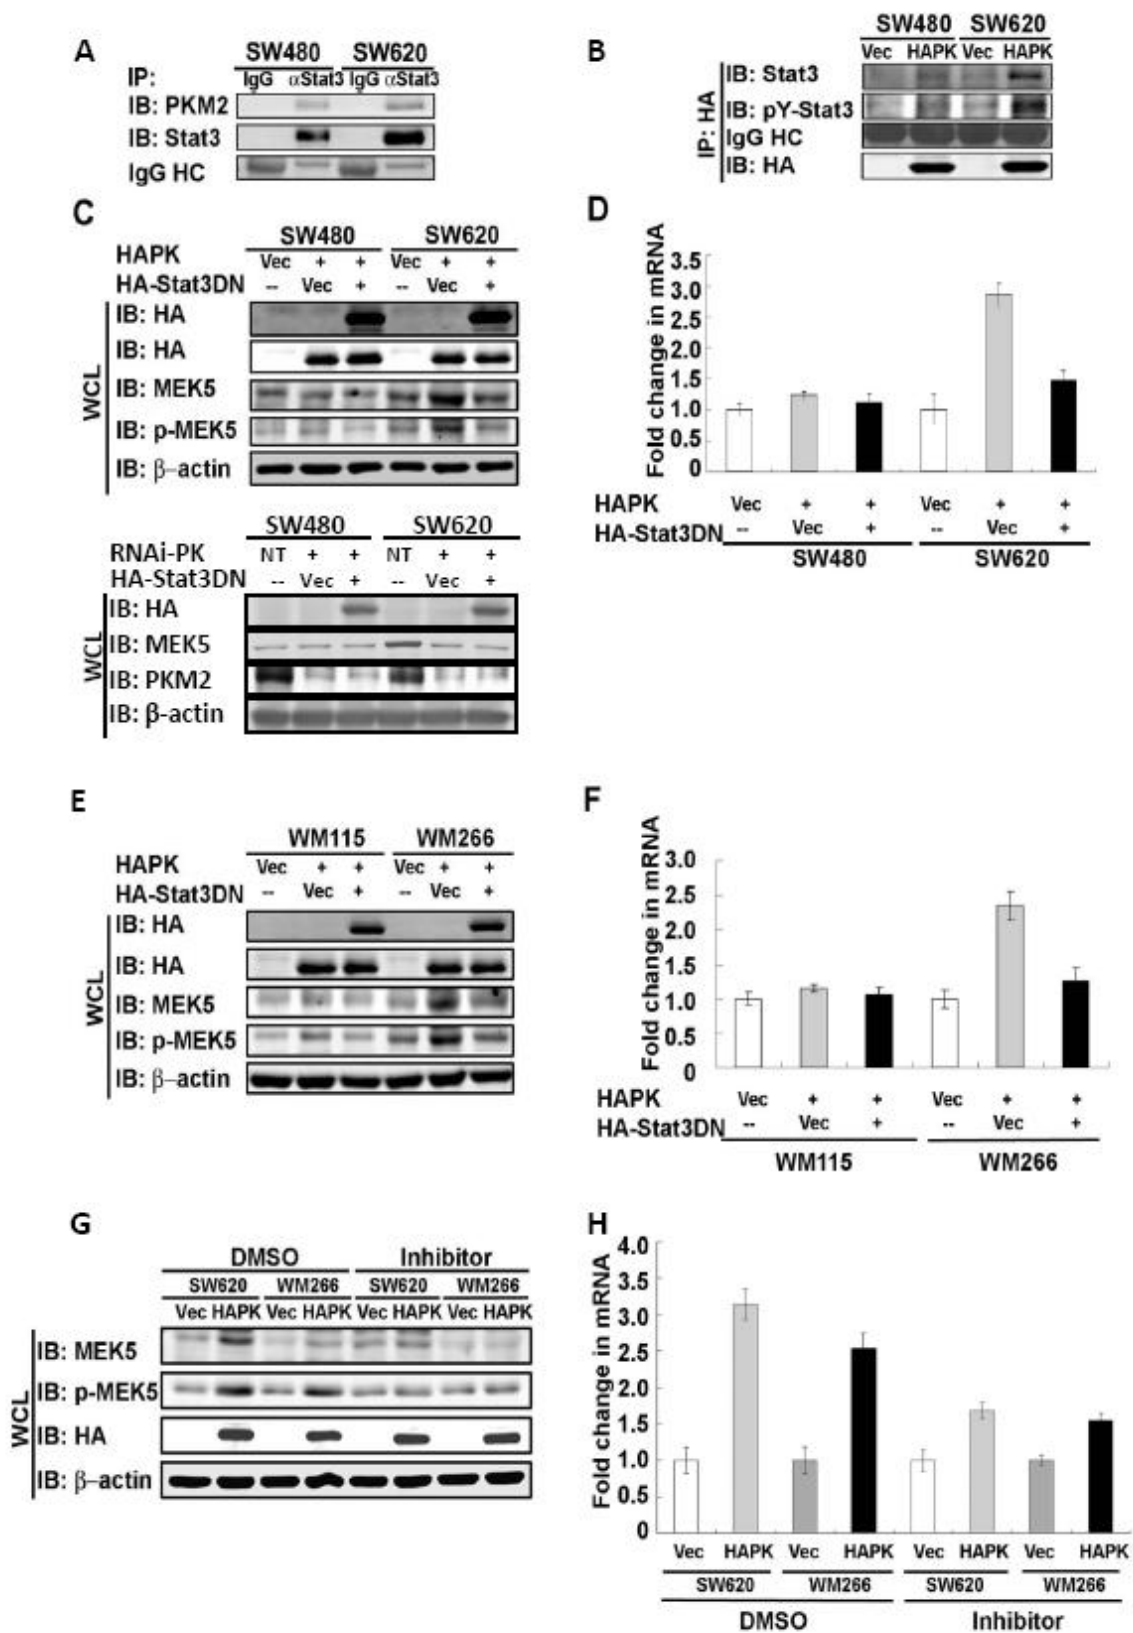 A
SW480 SW620
IP: IgG αStat3 IgG αStat3
IB: PKM2
IB: Stat3
IgG HC
B
SW480 SW620
Vec HAPK Vec HAPK
IP: HA
IB: Stat3
IB: pY-Stat3
IgG HC
IB: HA
C
SW480 SW620
HAPK Vec + + Vec + +
HA-Stat3DN -- Vec + -- Vec +
WCL
IB: HA
IB: HA
IB: MEK5
IB: p-MEK5
IB: β-actin
SW480 SW620
RNAi-PK NT + + NT + +
HA-Stat3DN -- Vec + -- Vec +
WCL
IB: HA
IB: MEK5
IB: PKM2
IB: β-actin
D
Fold change in mRNA
3.5
3.0
2.5
2.0
1.5
1.0
0.5
0
HAPK Vec + + Vec + +
HA-Stat3DN -- Vec + -- Vec +
SW480 SW620
E
WM115 WM266
HAPK Vec + + Vec + +
HA-Stat3DN -- Vec + -- Vec +
WCL
IB: HA
IB: HA
IB: MEK5
IB: p-MEK5
IB: β-actin
F
Fold change in mRNA
3.0
2.5
2.0
1.5
1.0
0.5
0
HAPK Vec + + Vec + +
HA-Stat3DN -- Vec + -- Vec +
WM115 WM266
G
DMSO Inhibitor
SW620 WM266 SW620 WM266
Vec HAPK Vec HAPK Vec HAPK Vec HAPK
WCL
IB: MEK5
IB: p-MEK5
IB: HA
IB: β-actin
H
Fold change in mRNA
4.0
3.5
3.0
2.5
2.0
1.5
1.0
0.5
0
Vec HAPK Vec HAPK Vec HAPK Vec HAPK
SW620 WM266 SW620 WM266
DMSO Inhibitor